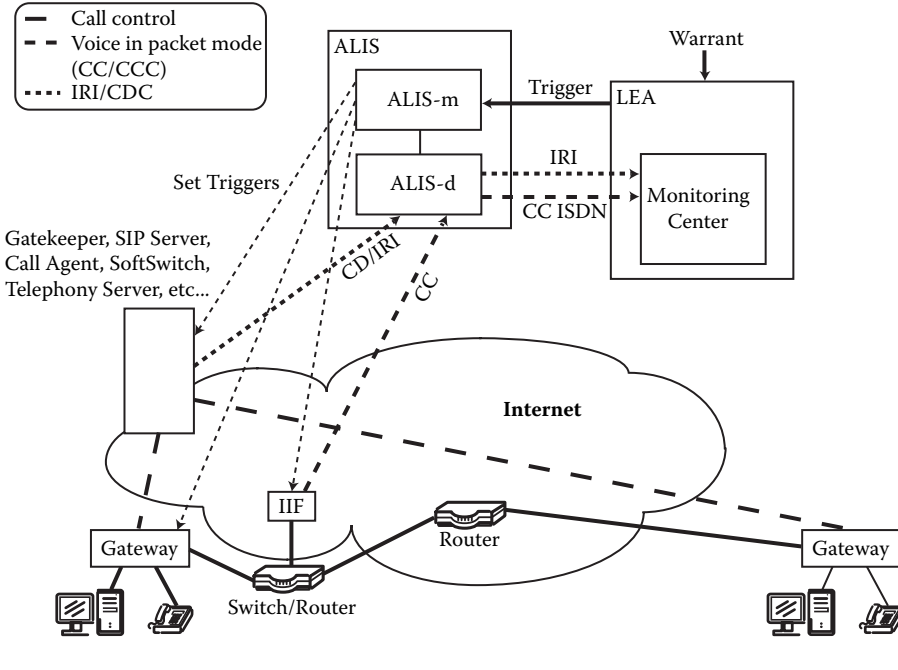 Call control
Voice in packet mode
(CC/CCC)
IRI/CDC
ALIS
ALIS-m
ALIS-d
Trigger
Warrant
LEA
IRI
CC ISDN
Monitoring
Center
Set Triggers
Gatekeeper, SIP Server,
Call Agent, SoftSwitch,
Telephony Server, etc...
CD/IRI
CC
Internet
IIF
Gateway
Switch/Router
Router
Gateway